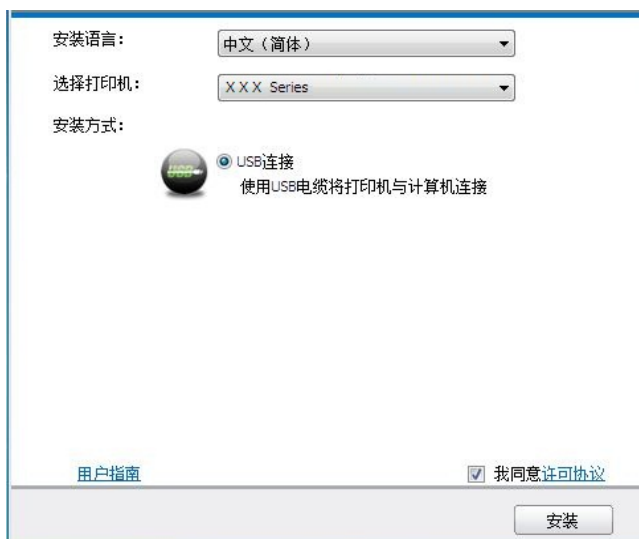 安装语言： 中文（简体）
选择打印机： XXX Series
安装方式：
USB
USB连接
使用USB电缆将打印机与计算机连接
用户指南 我同意许可协议
安装